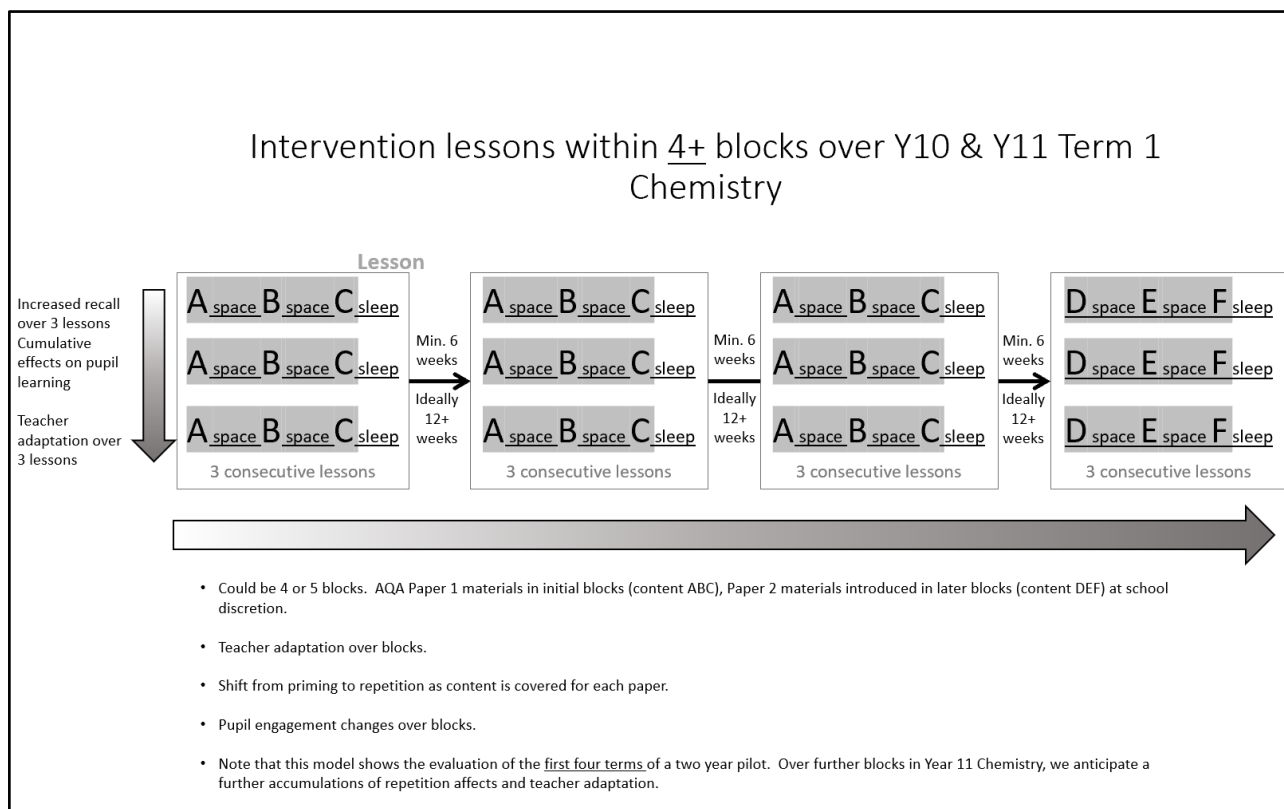 Intervention lessons within 4+ blocks over Y10 & Y11 Term 1
Chemistry
Lesson
Increased recall
over 3 lessons
Cumulative
effects on pupil
learning
Teacher
adaptation over
3 lessons
A space B space C sleep
A space B space C sleep
A space B space C sleep
3 consecutive lessons
Min. 6
weeks
Ideally
12+
weeks
A space B space C sleep
A space B space C sleep
A space B space C sleep
3 consecutive lessons
Min. 6
weeks
Ideally
12+
weeks
A space B space C sleep
A space B space C sleep
A space B space C sleep
3 consecutive lessons
Min. 6
weeks
Ideally
12+
weeks
D space E space F sleep
D space E space F sleep
D space E space F sleep
3 consecutive lessons
• Could be 4 or 5 blocks. AQA Paper 1 materials in initial blocks (content ABC), Paper 2 materials introduced in later blocks (content DEF) at school
discretion.
• Teacher adaptation over blocks.
• Shift from priming to repetition as content is covered for each paper.
• Pupil engagement changes over blocks.
• Note that this model shows the evaluation of the first four terms of a two year pilot. Over further blocks in Year 11 Chemistry, we anticipate a
further accumulations of repetition affects and teacher adaptation.